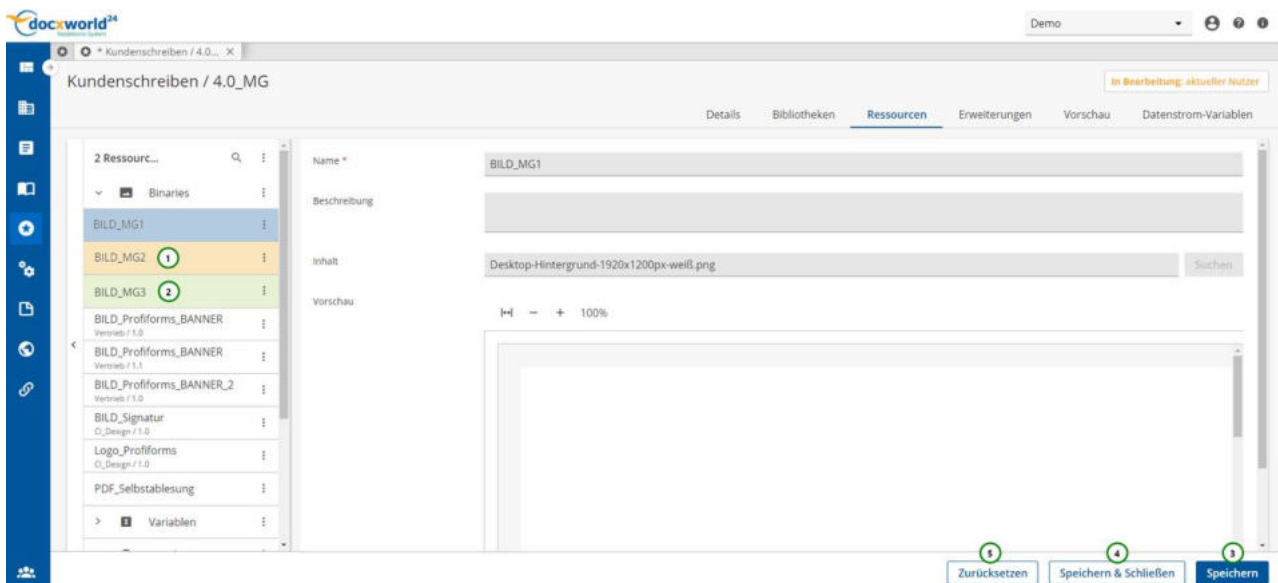 docxworld24
Demo
* Kundenschreiben / 4.0... ×
Kundenschreiben / 4.0_MG
In Bearbeitung: aktueller Nutzer
Details Bibliotheken Ressourcen Erweiterungen Vorschau Datenstrom-Variablen
2 Ressourc...
Binaries
BILD_MG1
BILD_MG2 1
BILD_MG3 2
BILD_Profiforms_BANNER
Vertrieb / 1.0
BILD_Profiforms_BANNER
Vertrieb / 1.1
BILD_Profiforms_BANNER_2
Vertrieb / 1.0
BILD_Signatur
CI_Design / 1.0
Logo_Profiforms
CI_Design / 1.0
PDF_Selbstablesung
Variablen
Name *
BILD_MG1
Beschreibung
Inhalt
Desktop-Hintergrund-1920x1200px-weiß.png
Suchen
Vorschau
100%
5 4 3
Zurücksetzen Speichern & Schließen Speichern